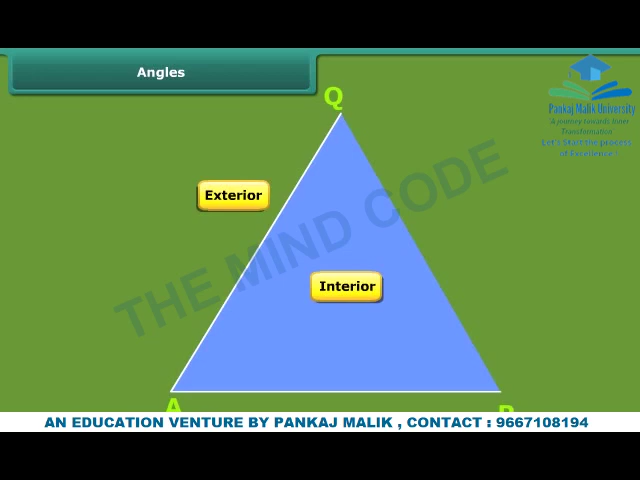 Angles
Q
Pankaj Malik University
A journey towards Inner
Transformation
Let's Start the process
of Excellence !
Exterior
THE MIND CODE
Interior
A
AN EDUCATION VENTURE BY PANKAJ MALIK , CONTACT : 9667108194